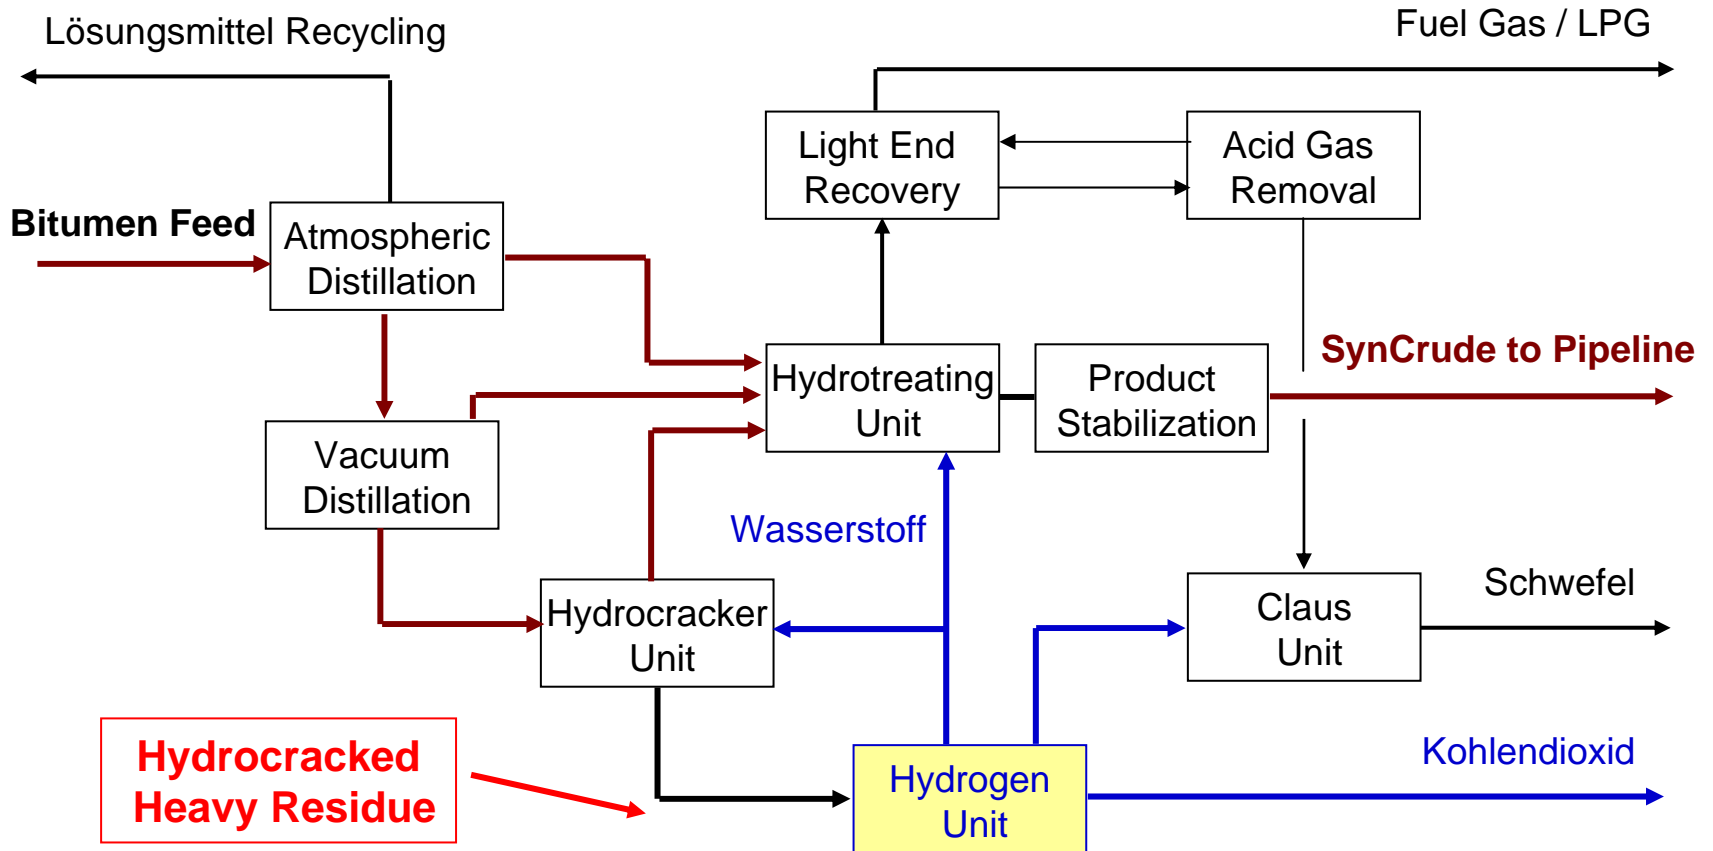 Lösungsmittel Recycling
Fuel Gas / LPG
Light End
Recovery
Acid Gas
Removal
Bitumen Feed
Atmospheric
Distillation
SynCrude to Pipeline
Hydrotreating
Unit
Product
Stabilization
Vacuum
Distillation
Wasserstoff
Schwefel
Hydrocracker
Unit
Claus
Unit
Hydrocracked
Heavy Residue
Hydrogen
Unit
Kohlendioxid